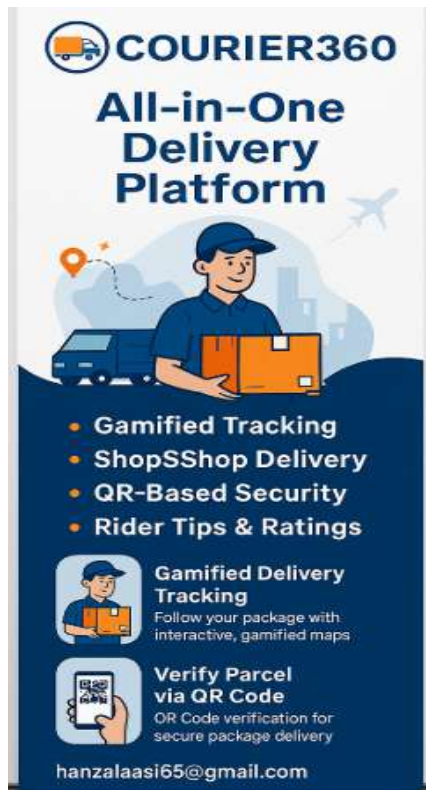 COURIER360
All-in-One
Delivery
Platform
• Gamified Tracking
• ShopSShop Delivery
• QR-Based Security
• Rider Tips & Ratings
Gamified Delivery
Tracking
Follow your package with
interactive, gamified maps
Verify Parcel
via QR Code
QR Code verification for
secure package delivery
hanzalaasi65@gmail.com